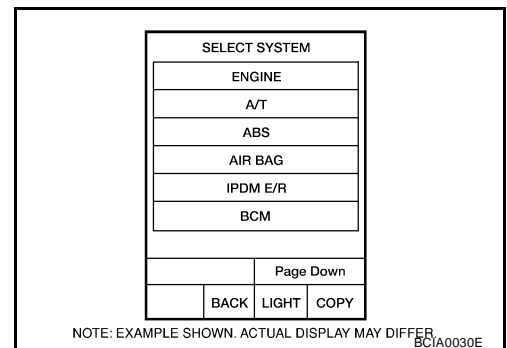 SELECT SYSTEM
ENGINE
A/T
ABS
AIR BAG
IPDM E/R
BCM
Page Down
BACK LIGHT COPY
NOTE: EXAMPLE SHOWN. ACTUAL DISPLAY MAY DIFFER.
BCIA0030E